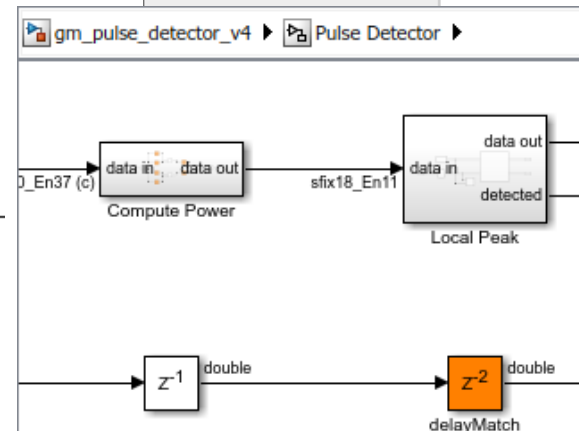 gm_pulse_detector_v4 Pulse Detector
data in data out
0_En37 (c)
Compute Power
sfix18_En11
data out
data in
detected
Local Peak
Z-1
double
Z-2
double
delayMatch